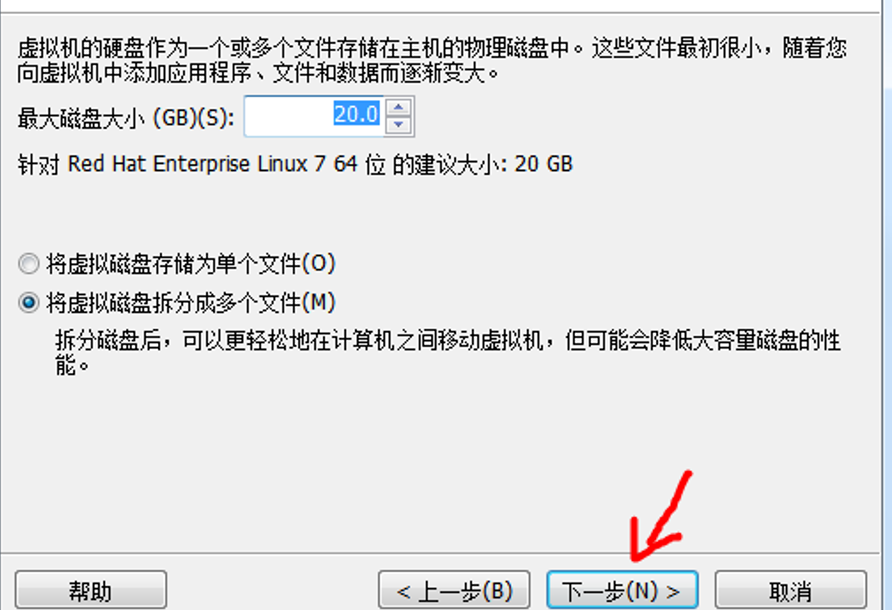 虚拟机的硬盘作为一个或多个文件存储在主机的物理磁盘中。这些文件最初很小，随着您
向虚拟机中添加应用程序、文件和数据而逐渐变大。
最大磁盘大小 (GB)(S): 20.0
针对 Red Hat Enterprise Linux 7 64 位 的建议大小: 20 GB
将虚拟磁盘存储为单个文件(O)
将虚拟磁盘拆分成多个文件(M)
拆分磁盘后，可以更轻松地在计算机之间移动虚拟机，但可能会降低大容量磁盘的性
能。
帮助 < 上一步(B) 下一步(N) > 取消